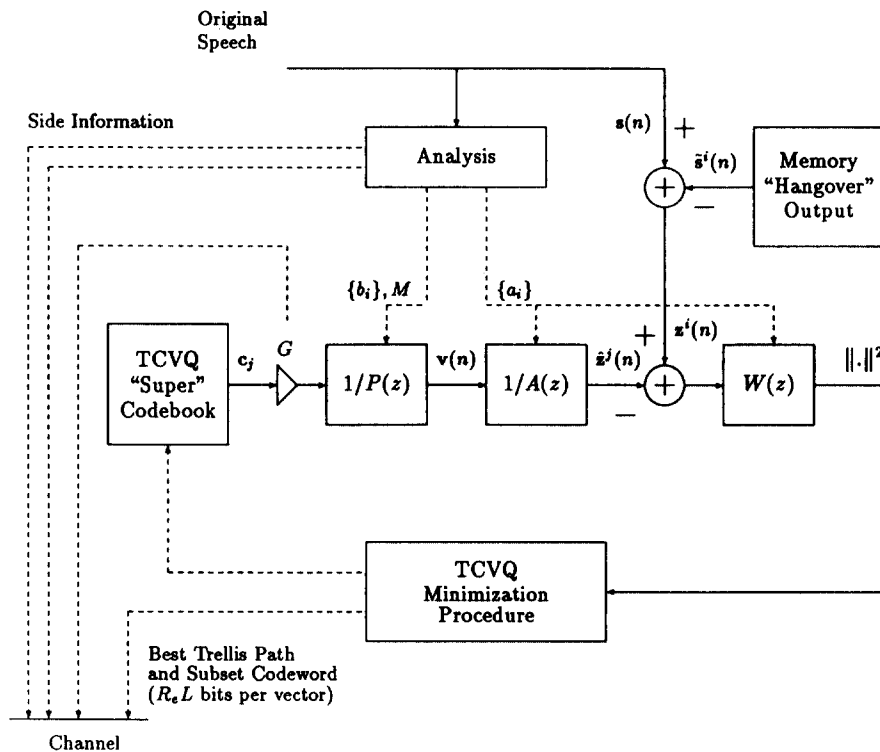 Original
Speech
Side Information
Analysis
s(n)
+
s̃ⁱ(n)
+
−
Memory
“Hangover”
Output
{bᵢ}, M
{aᵢ}
TCVQ
“Super”
Codebook
cⱼ
G
1/P(z)
v(n)
1/A(z)
ẑʲ(n)
+
zⁱ(n)
+
−
W(z)
‖.‖²
TCVQ
Minimization
Procedure
Best Trellis Path
and Subset Codeword
(RₑL bits per vector)
Channel